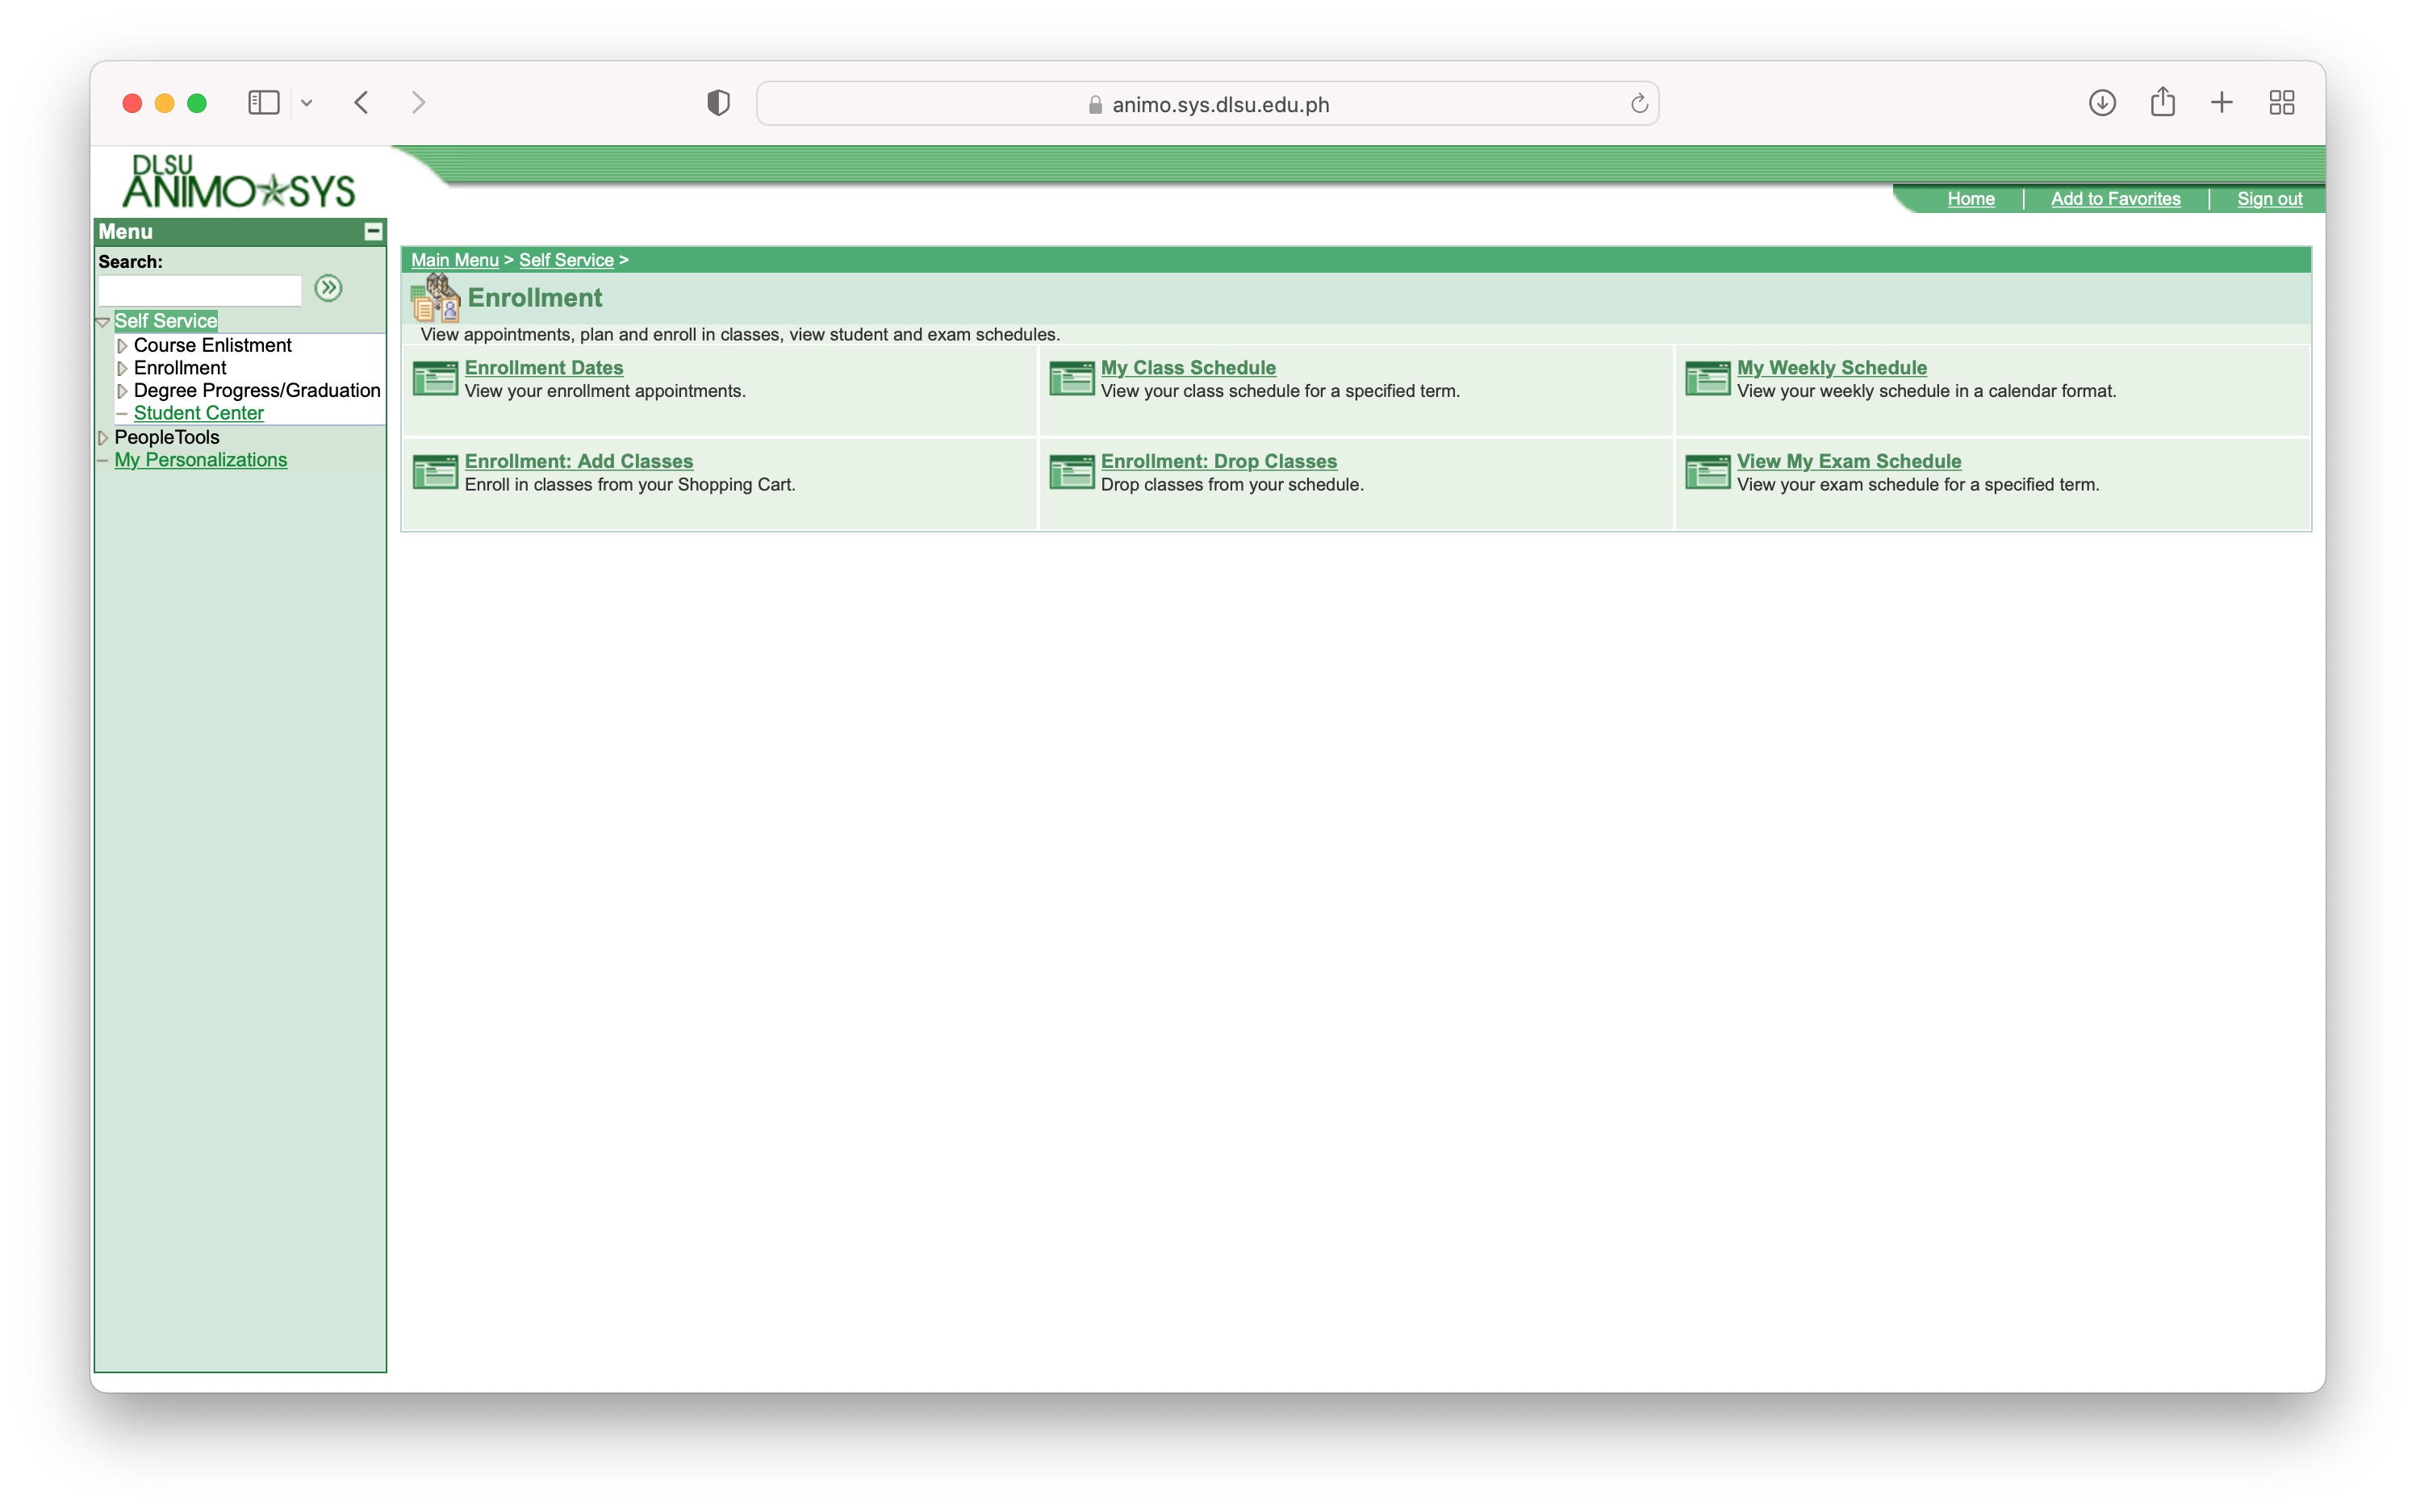 animo.sys.dlsu.edu.ph
DLSU
ANIMO SYS
Home
Add to Favorites
Sign out
Menu
Search:
Self Service
Course Enlistment
Enrollment
Degree Progress/Graduation
Student Center
PeopleTools
My Personalizations
Main Menu > Self Service >
Enrollment
View appointments, plan and enroll in classes, view student and exam schedules.
Enrollment Dates
View your enrollment appointments.
My Class Schedule
View your class schedule for a specified term.
My Weekly Schedule
View your weekly schedule in a calendar format.
Enrollment: Add Classes
Enroll in classes from your Shopping Cart.
Enrollment: Drop Classes
Drop classes from your schedule.
View My Exam Schedule
View your exam schedule for a specified term.